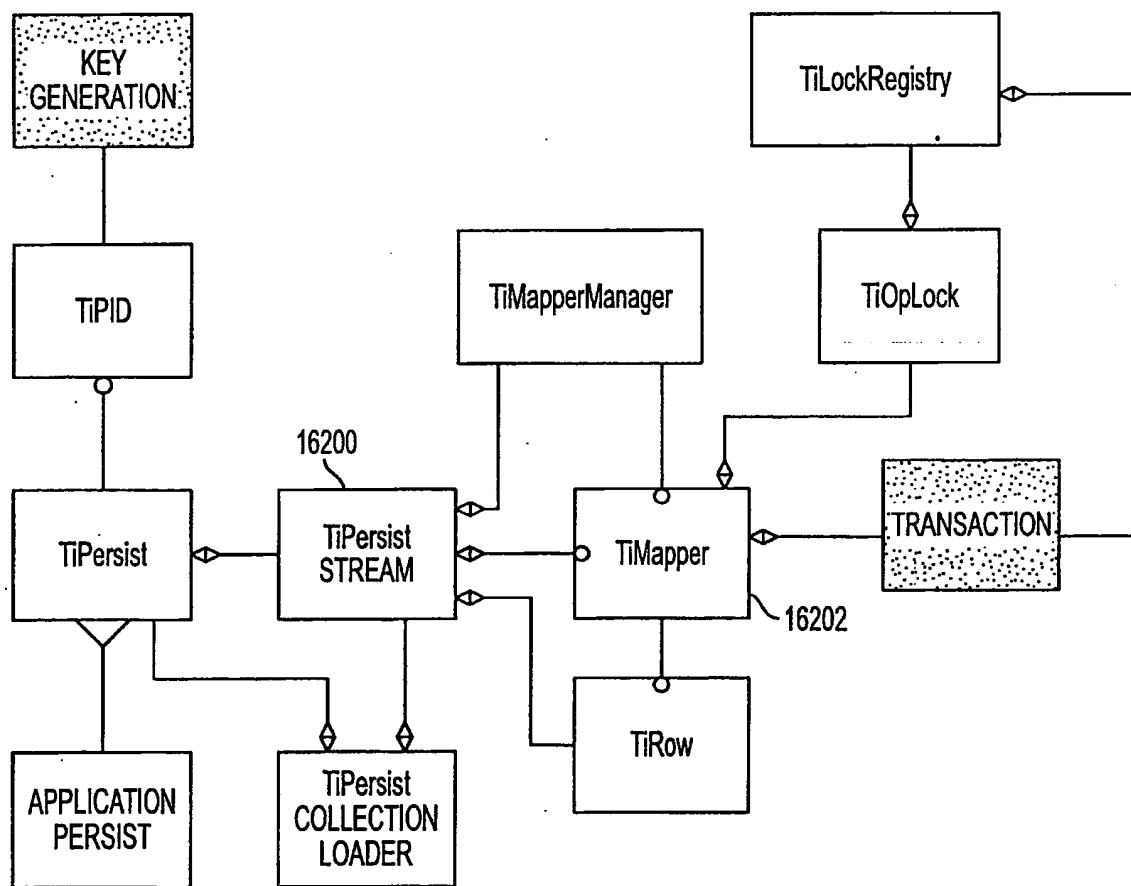 KEY
GENERATION
TiLockRegistry
TiPID
TiMapperManager
TiOpLock
16200
TiPersist
TiPersist
STREAM
TiMapper
TRANSACTION
16202
APPLICATION
PERSIST
TiPersist
COLLECTION
LOADER
TiRow